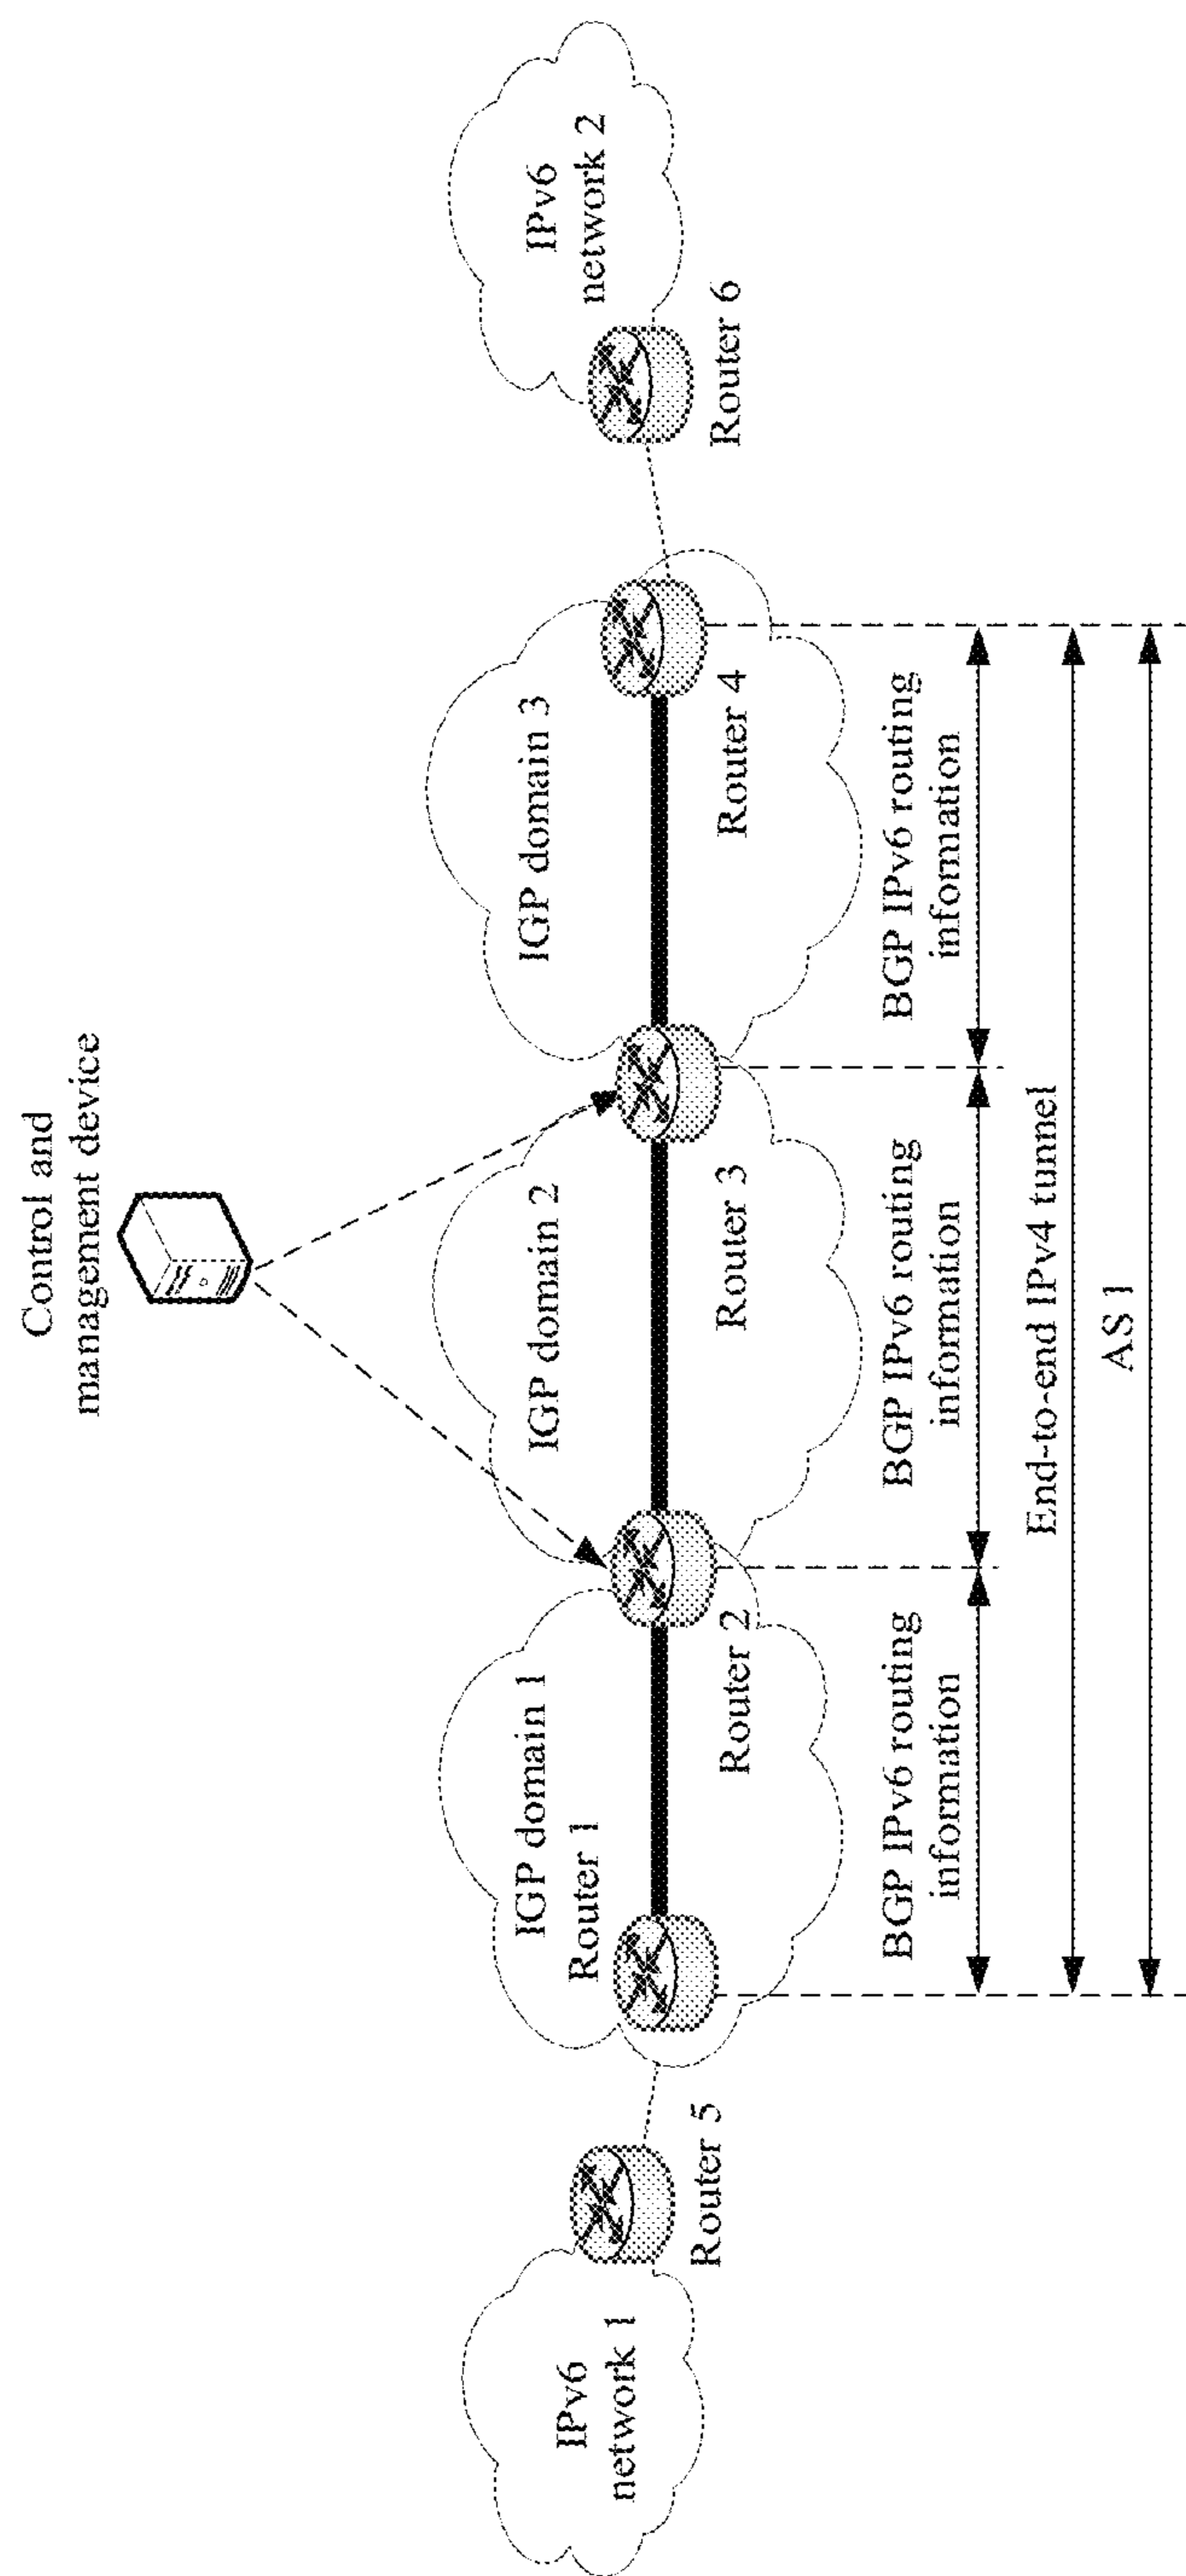 Control and
management device
IPv6
network 1
Router 5
IGP domain 1
Router 1
Router 2
IGP domain 2
Router 3
IGP domain 3
Router 4
IPv6
network 2
Router 6
BGP IPv6 routing
information
BGP IPv6 routing
information
BGP IPv6 routing
information
End-to-end IPv4 tunnel
AS 1